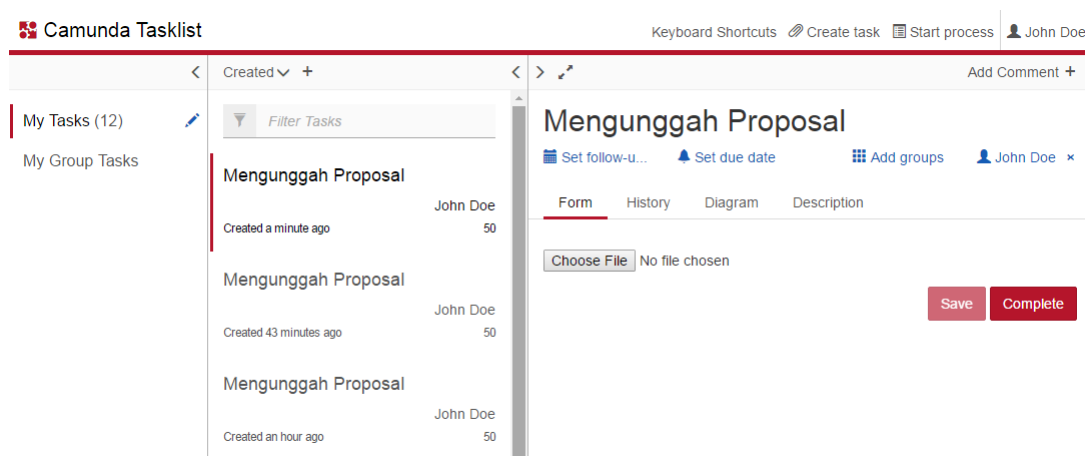 Camunda Tasklist
Keyboard Shortcuts Create task Start process John Doe
Created +
Add Comment +
My Tasks (12)
My Group Tasks
Filter Tasks
Mengunggah Proposal
John Doe
Created a minute ago 50
Mengunggah Proposal
John Doe
Created 43 minutes ago 50
Mengunggah Proposal
John Doe
Created an hour ago 50
Mengunggah Proposal
Set follow-u... Set due date Add groups John Doe ×
Form History Diagram Description
Choose File No file chosen
Save Complete